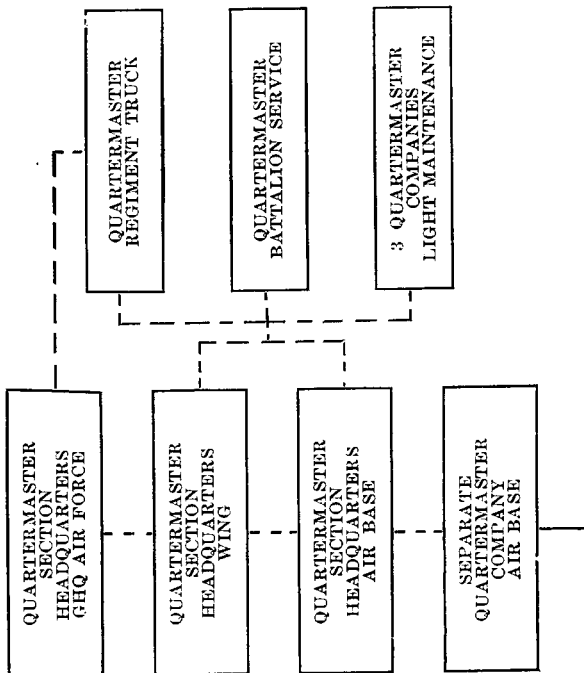 QUARTERMASTER
SECTION
HEADQUARTERS
GHQ AIR FORCE
QUARTERMASTER
SECTION
HEADQUARTERS
WING
QUARTERMASTER
SECTION
HEADQUARTERS
AIR BASE
SEPARATE
QUARTERMASTER
COMPANY
AIR BASE
QUARTERMASTER
REGIMENT TRUCK
QUARTERMASTER
BATTALION SERVICE
3 QUARTERMASTER
COMPANIES
LIGHT MAINTENANCE